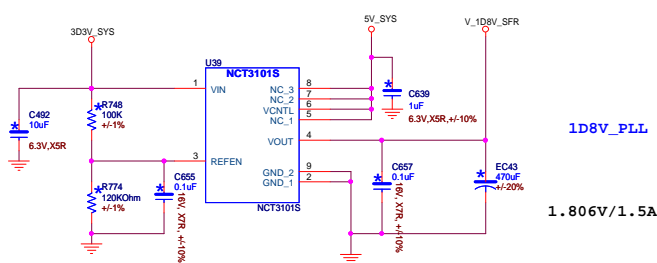 3D3V_SYS
5V_SYS
V_1D8V_SFR
U39
NCT3101S
1
VIN
NC_3
8
NC_2
7
VCNTL
6
NC_1
5
VOUT
4
3
REFEN
GND_2
9
GND_1
2
NCT3101S
C492
10uF
6.3V,X5R
R748
100K
+/-1%
R774
120KOhm
+/-1%
C655
0.1uF
16V, X7R, +/-10%
C639
1uF
6.3V,X5R,+/-10%
C657
0.1uF
16V, X7R, +/-10%
EC43
470uF
+/-20%
1D8V_PLL
1.806V/1.5A